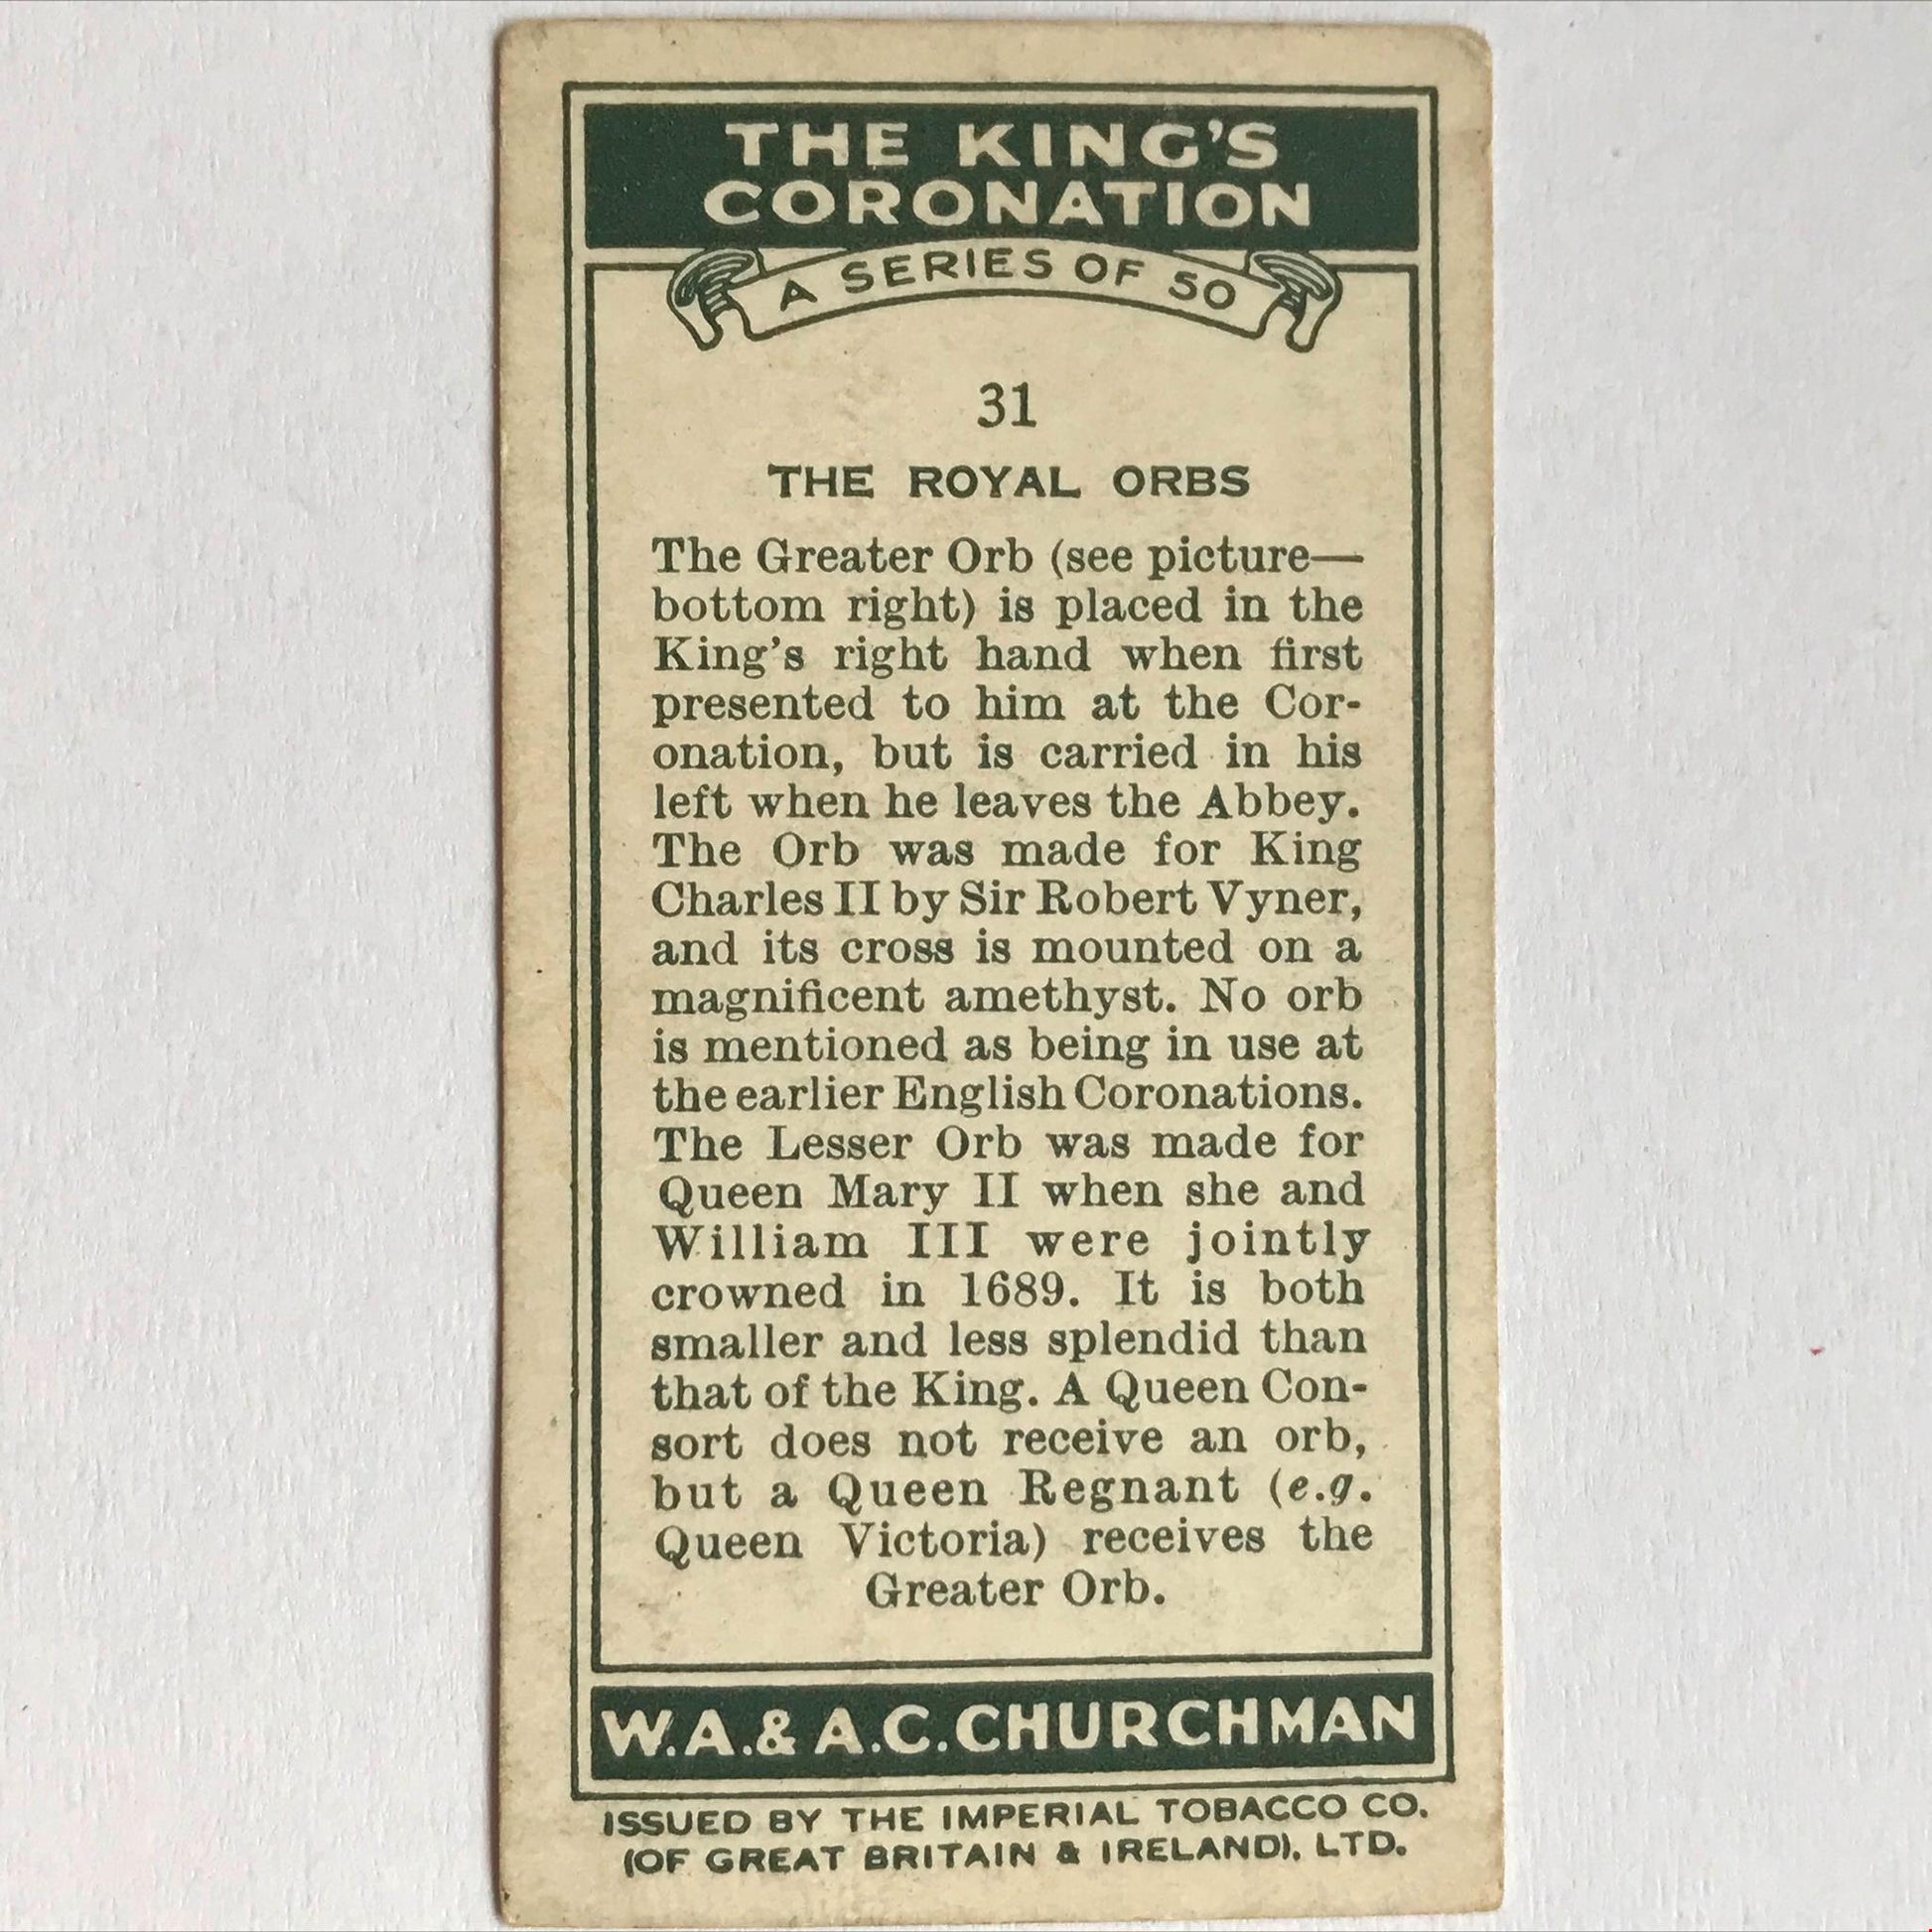 THE KING'S
CORONATION
A SERIES OF 50
31
THE ROYAL ORBS
The Greater Orb (see picture—
bottom right) is placed in the
King's right hand when first
presented to him at the Cor-
onation, but is carried in his
left when he leaves the Abbey.
The Orb was made for King
Charles II by Sir Robert Vyner,
and its cross is mounted on a
magnificent amethyst. No orb
is mentioned as being in use at
the earlier English Coronations.
The Lesser Orb was made for
Queen Mary II when she and
William III were jointly
crowned in 1689. It is both
smaller and less splendid than
that of the King. A Queen Con-
sort does not receive an orb,
but a Queen Regnant (e.g.
Queen Victoria) receives the
Greater Orb.
W.A.& A.C.CHURCHMAN
ISSUED BY THE IMPERIAL TOBACCO CO.
(OF GREAT BRITAIN & IRELAND), LTD.